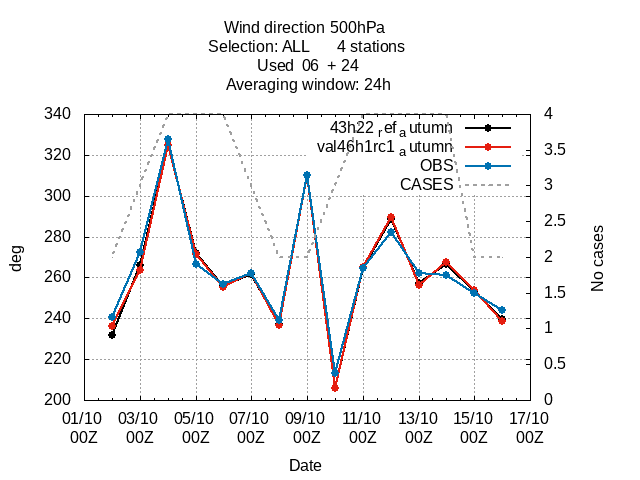 Wind direction 500hPa
Selection: ALL 4 stations
Used 06 + 24
Averaging window: 24h
340 4
43h22 ref a utumn
val46h1rc1 a utumn
OBS
CASES
320 3.5
300 3
280 2.5
260 2
240 1.5
220 1
200 0.5
0
deg
No cases
01/10 03/10 05/10 07/10 09/10 11/10 13/10 15/10 17/10
00Z 00Z 00Z 00Z 00Z 00Z 00Z 00Z 00Z
Date